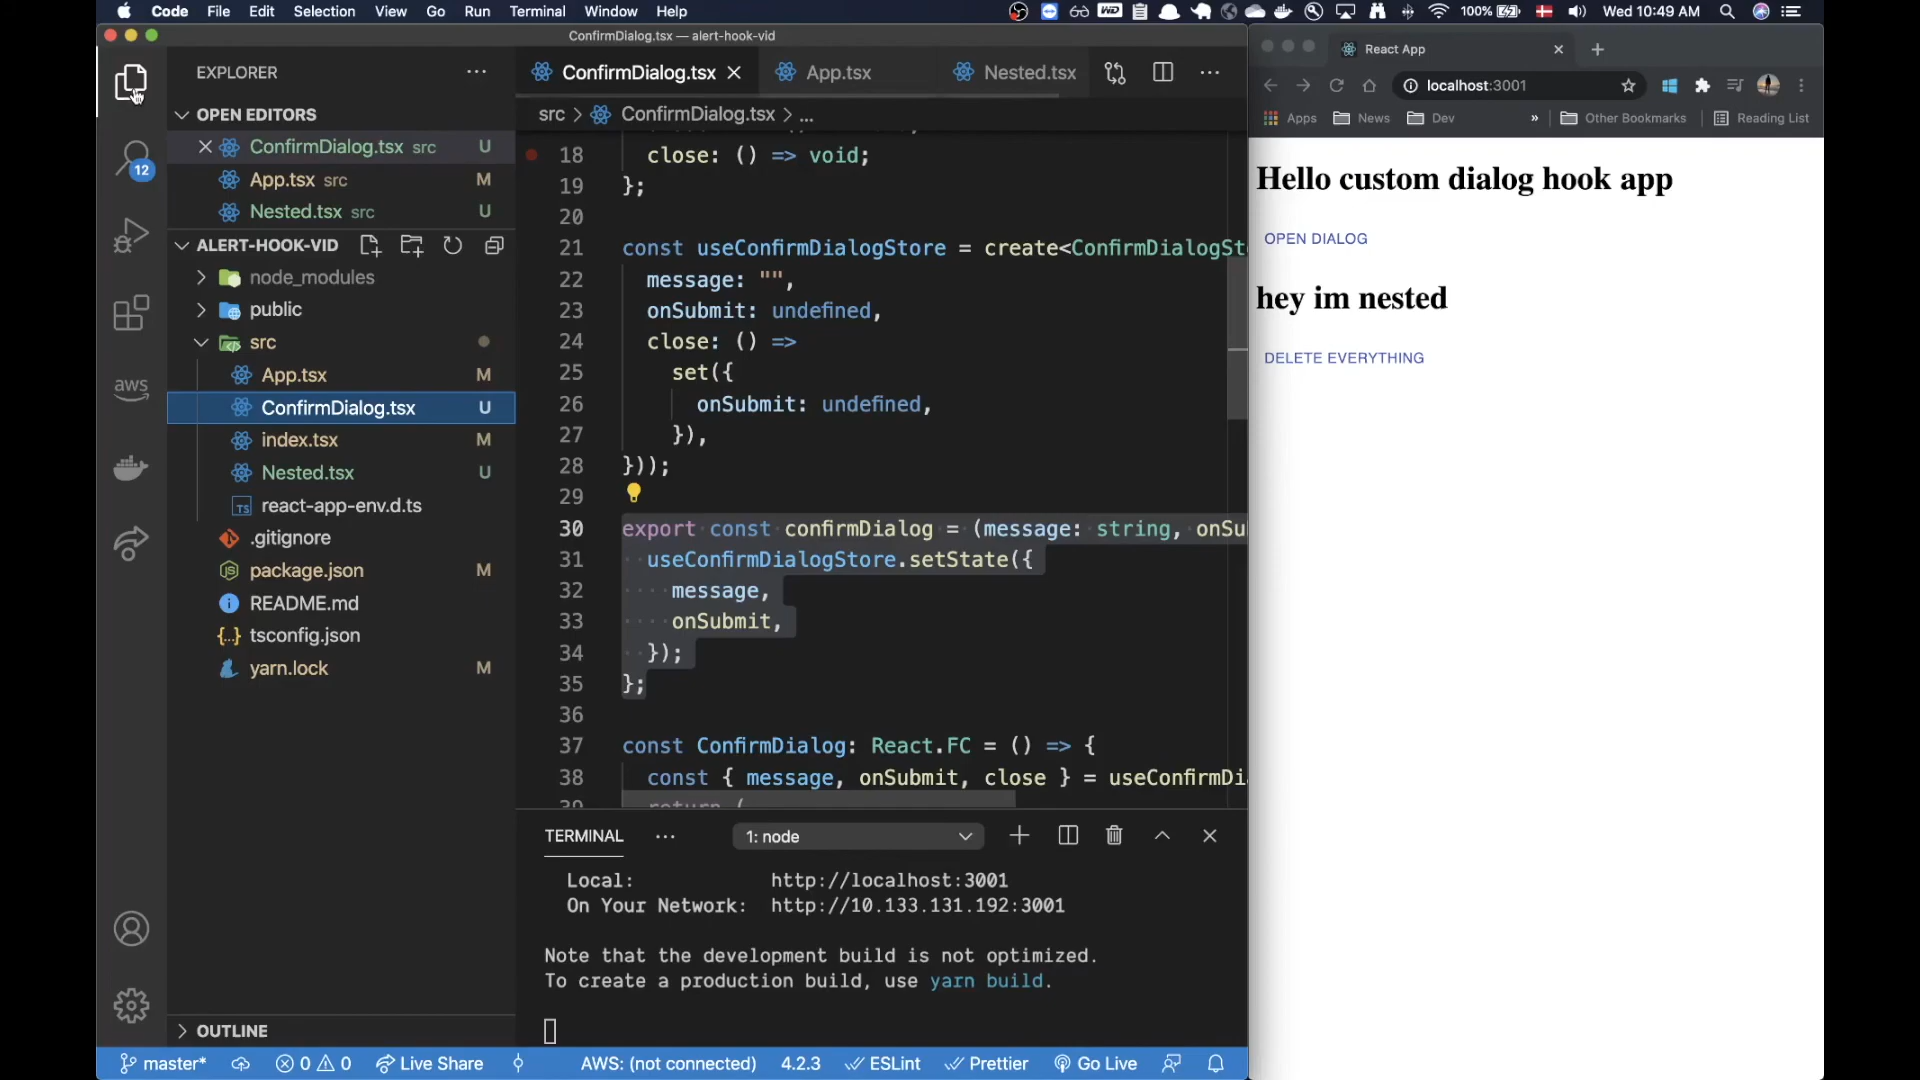 Code File Edit Selection View Go Run Terminal Window Help 100% Wed 10:49 AM
ConfirmDialog.tsx — alert-hook-vid
EXPLORER
OPEN EDITORS
ConfirmDialog.tsx src U
App.tsx src M
Nested.tsx src U
ALERT-HOOK-VID
node_modules
public
src
App.tsx M
ConfirmDialog.tsx U
index.tsx M
Nested.tsx U
react-app-env.d.ts
.gitignore
package.json M
README.md
tsconfig.json
yarn.lock M
OUTLINE
12
aws
ConfirmDialog.tsx App.tsx Nested.tsx
src > ConfirmDialog.tsx > ...
18 close: () => void;
19 };
20
21 const useConfirmDialogStore = create<ConfirmDialogSt
22 message: "",
23 onSubmit: undefined,
24 close: () =>
25 set({
26 onSubmit: undefined,
27 }),
28 }));
29
30 export const confirmDialog = (message: string, onSu
31 useConfirmDialogStore.setState({
32 message,
33 onSubmit,
34 });
35 };
36
37 const ConfirmDialog: React.FC = () => {
38 const { message, onSubmit, close } = useConfirmDi
39 return (
TERMINAL 1: node
Local: http://localhost:3001
On Your Network: http://10.133.131.192:3001
Note that the development build is not optimized.
To create a production build, use yarn build.
master* 0 0 Live Share AWS: (not connected) 4.2.3 ESLint Prettier Go Live
React App
localhost:3001
Apps News Dev » Other Bookmarks Reading List
Hello custom dialog hook app
OPEN DIALOG
hey im nested
DELETE EVERYTHING